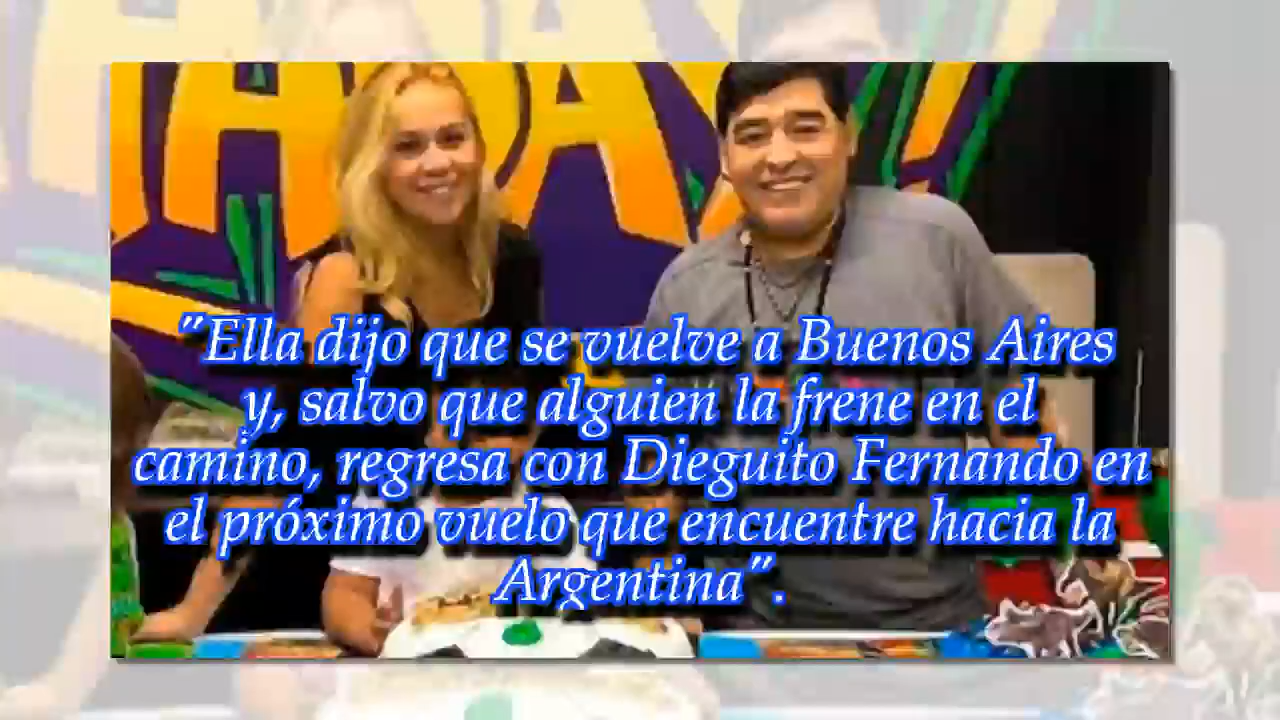 "Ella dijo que se vuelve a Buenos Aires
y, salvo que alguien la frene en el
camino, regresa con Dieguito Fernando en
el próximo vuelo que encuentre hacia la
Argentina".